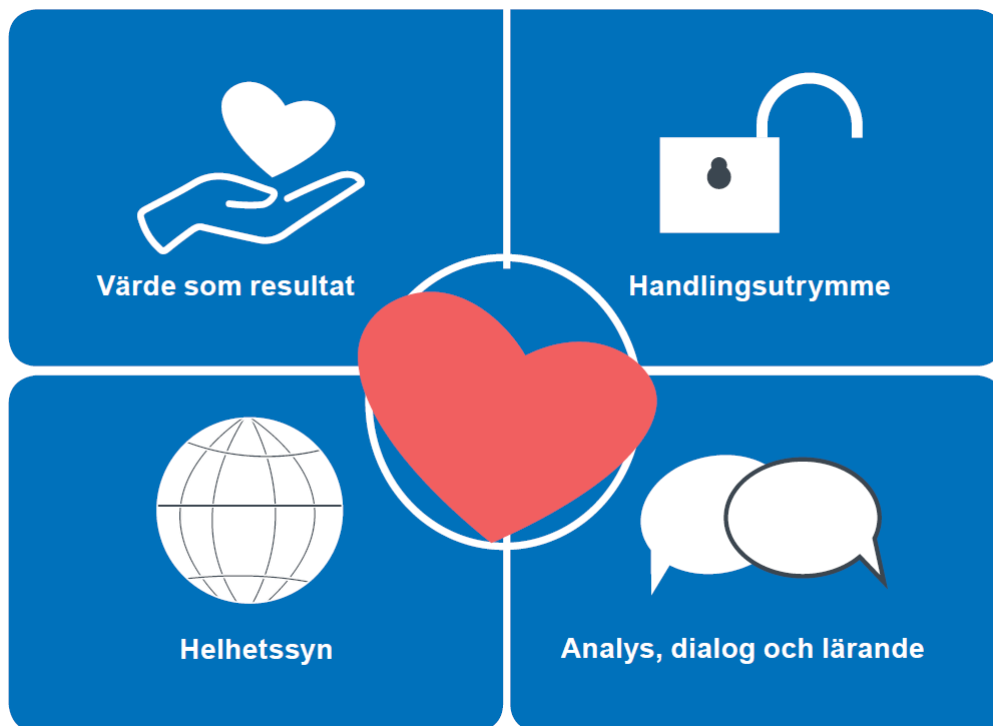 Värde som resultat
Handlingsutrymme
Helhetssyn
Analys, dialog och lärande